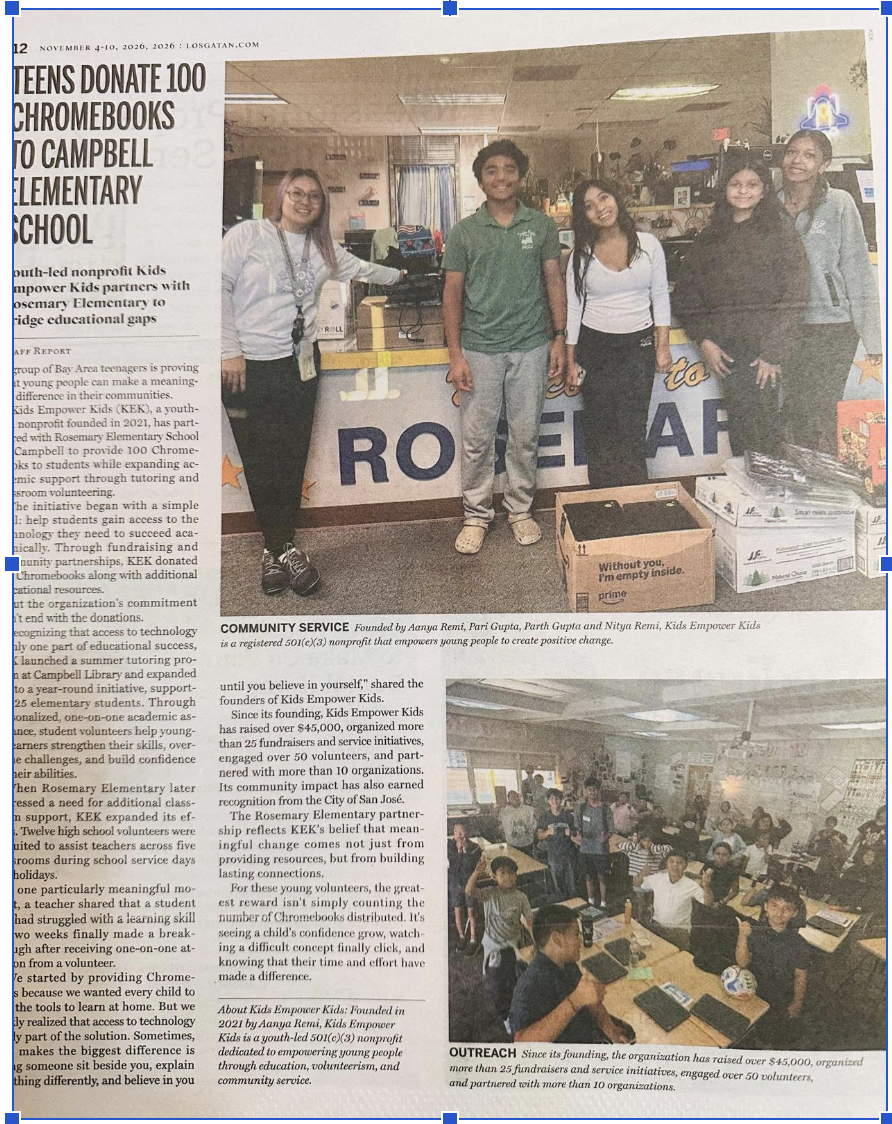 12 NOVEMBER 4-10, 2026, 2026 : LOSGATAN.COM
TEENS DONATE 100
CHROMEBOOKS
TO CAMPBELL
ELEMENTARY
SCHOOL
outh-led nonprofit Kids
mpower Kids partners with
osemary Elementary to
ridge educational gaps
AFF REPORT
group of Bay Area teenagers is proving
t young people can make a meaning-
difference in their communities.
Kids Empower Kids (KEK), a youth-
nonprofit founded in 2021, has part-
red with Rosemary Elementary School
Campbell to provide 100 Chrome-
oks to students while expanding ac-
emic support through tutoring and
ssroom volunteering.
he initiative began with a simple
l: help students gain access to the
hnology they need to succeed aca-
mically. Through fundraising and
munity partnerships, KEK donated
Chromebooks along with additional
cational resources.
ut the organization's commitment
't end with the donations.
ecognizing that access to technology
nly one part of educational success,
K launched a summer tutoring pro-
m at Campbell Library and expanded
to a year-round initiative, support-
25 elementary students. Through
sonalized, one-on-one academic as-
ance, student volunteers help young-
earners strengthen their skills, over-
e challenges, and build confidence
heir abilities.
When Rosemary Elementary later
ressed a need for additional class-
m support, KEK expanded its ef-
s. Twelve high school volunteers were
uited to assist teachers across five
srooms during school service days
holidays.
one particularly meaningful mo-
t, a teacher shared that a student
had struggled with a learning skill
two weeks finally made a break-
ugh after receiving one-on-one at-
on from a volunteer.
We started by providing Chrome-
s because we wanted every child to
the tools to learn at home. But we
ly realized that access to technology
ly part of the solution. Sometimes,
makes the biggest difference is
g someone sit beside you, explain
thing differently, and believe in you
to
ROSEMAR
ROLL
Without you,
I'm empty inside.
prime
Natural Choice
COMMUNITY SERVICE Founded by Aanya Remi, Pari Gupta, Parth Gupta and Nitya Remi, Kids Empower Kids
is a registered 501(c)(3) nonprofit that empowers young people to create positive change.
until you believe in yourself," shared the
founders of Kids Empower Kids.
Since its founding, Kids Empower Kids
has raised over $45,000, organized more
than 25 fundraisers and service initiatives,
engaged over 50 volunteers, and part-
nered with more than 10 organizations.
Its community impact has also earned
recognition from the City of San José.
The Rosemary Elementary partner-
ship reflects KEK's belief that mean-
ingful change comes not just from
providing resources, but from building
lasting connections.
For these young volunteers, the great-
est reward isn't simply counting the
number of Chromebooks distributed. It's
seeing a child's confidence grow, watch-
ing a difficult concept finally click, and
knowing that their time and effort have
made a difference.
About Kids Empower Kids: Founded in
2021 by Aanya Remi, Kids Empower
Kids is a youth-led 501(c)(3) nonprofit
dedicated to empowering young people
through education, volunteerism, and
community service.
OUTREACH Since its founding, the organization has raised over $45,000, organized
more than 25 fundraisers and service initiatives, engaged over 50 volunteers,
and partnered with more than 10 organizations.